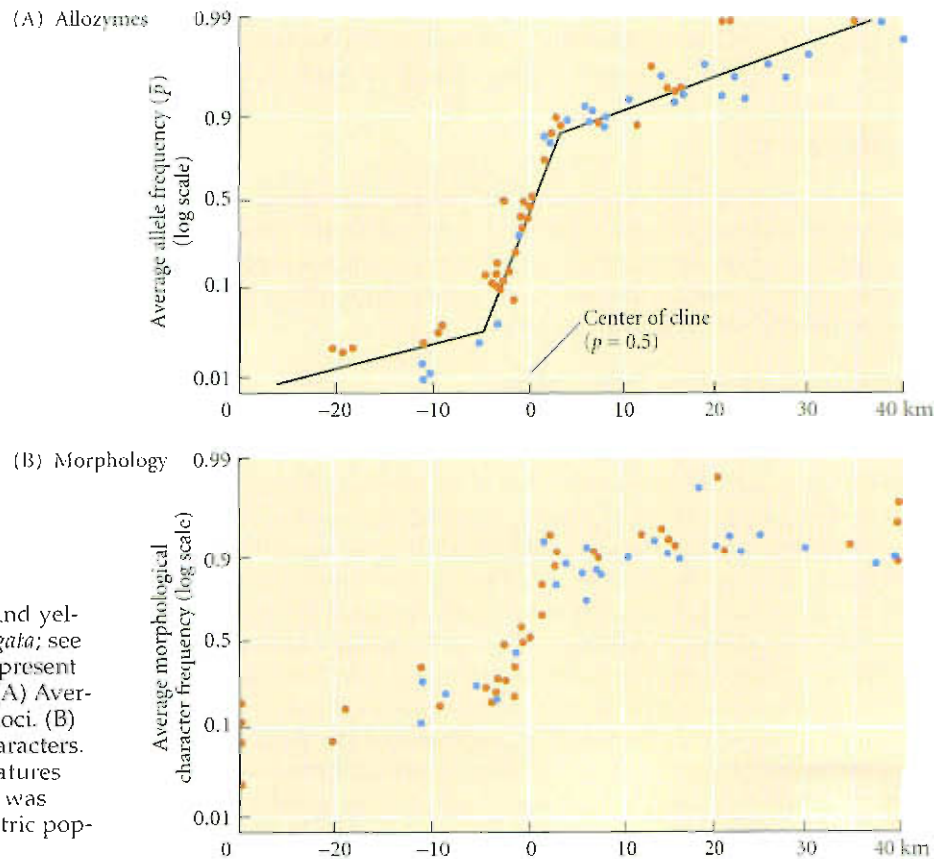 (A) Allozymes
0.99
0.9
0.5
0.1
0.01
Average allele frequency (p̄)
(log scale)
Center of cline
(p = 0.5)
0 −20 −10 0 10 20 30 40 km
(B) Morphology
0.99
0.9
0.5
0.1
0.01
Average morphological
character frequency (log scale)
0 −20 −10 0 10 20 30 40 km
and yel-
gata; see
present
A) Aver-
oci. (B)
aracters.
atures
was
tric pop-